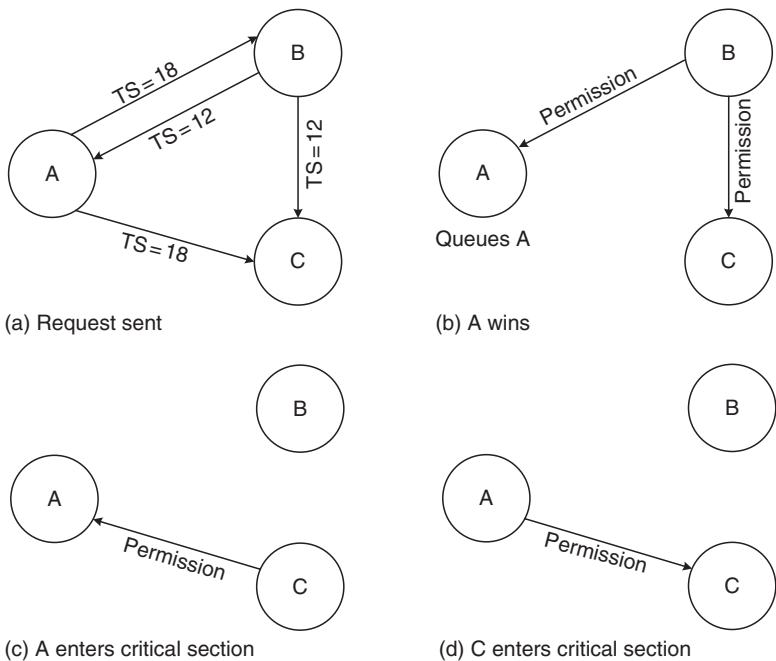 TS=18
B
TS=12
A
TS=12
TS=18
C
(a) Request sent
B
Permission
A
Permission
Queues A
C
(b) A wins
B
A
Permission
C
(c) A enters critical section
B
A
Permission
C
(d) C enters critical section